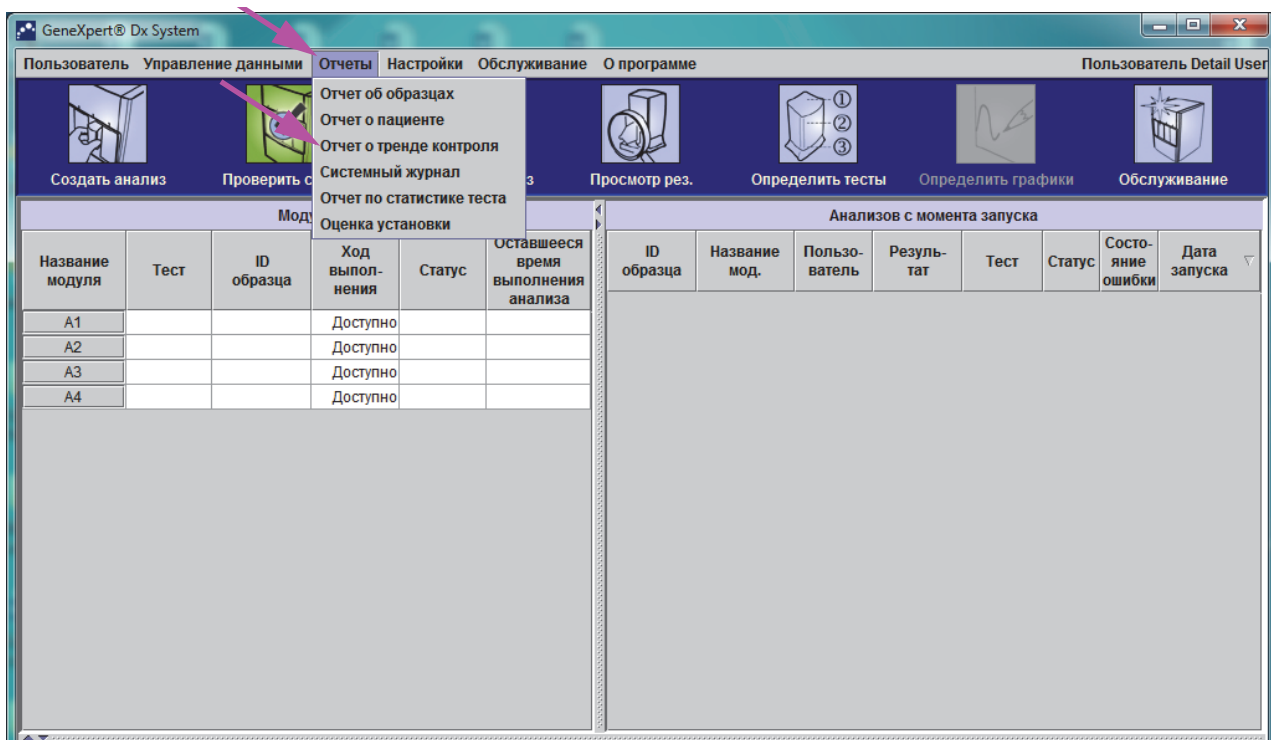 GeneXpert® Dx System
Пользователь Управление данными Отчеты Настройки Обслуживание О программе Пользователь Detail User
Отчет об образцах
Отчет о пациенте
Отчет о тренде контроля
Системный журнал
Отчет по статистике теста
Оценка установки
Создать анализ Проверить с з Просмотр рез. Определить тесты Определить графики Обслуживание
Мод Анализов с момента запуска
Название модуля
Тест
ID образца
Ход выпол-
нения
Статус
Оставшееся
время
выполнения
анализа
ID
образца
Название
мод.
Пользо-
ватель
Резуль-
тат
Тест
Статус
Состо-
яние
ошибки
Дата
запуска
A1 Доступно
A2 Доступно
A3 Доступно
A4 Доступно